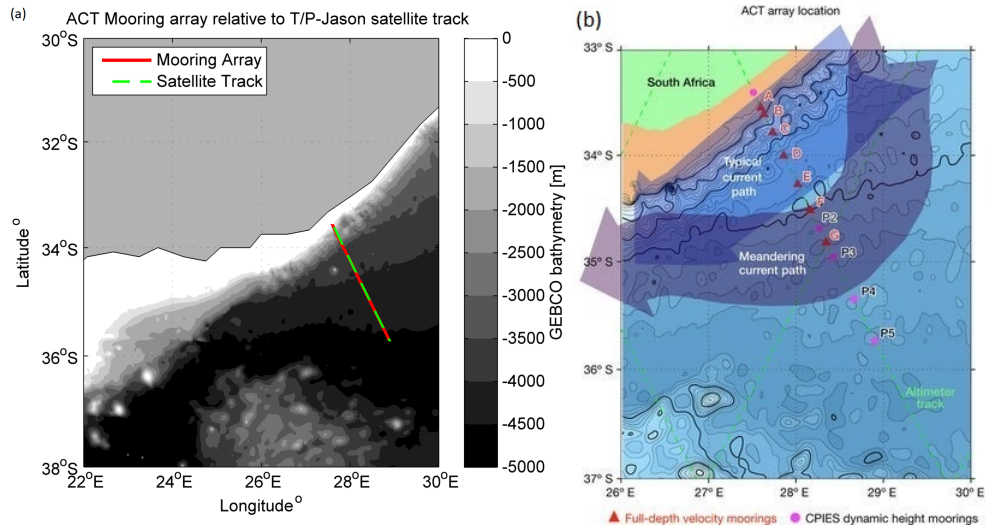 (a)
ACT Mooring array relative to T/P-Jason satellite track
Mooring Array
Satellite Track
30°S
32°S
34°S
36°S
38°S
Latitude°
22°E
24°E
26°E
28°E
30°E
Longitude°
0
-500
-1000
-1500
-2000
-2500
-3000
-3500
-4000
-4500
-5000
GEBCO bathymetry [m]
(b)
ACT array location
33°S
34°S
35°S
36°S
37°S
South Africa
A
B
C
D
E
F
P2
G
P3
P4
P5
Typical
current
path
Meandering
current path
Altimeter
track
26°E
27°E
28°E
29°E
30°E
Full-depth velocity moorings
CPIES dynamic height moorings